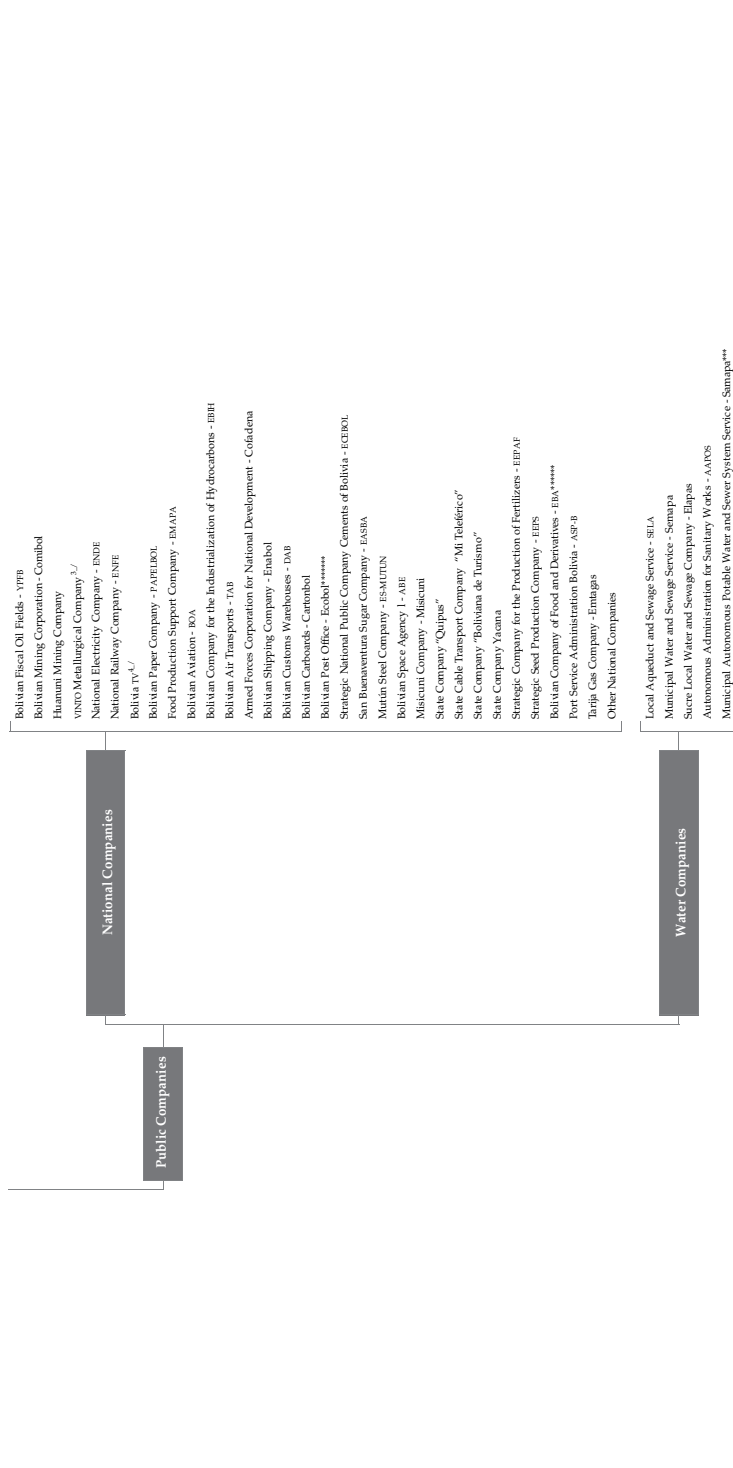 Public Companies
National Companies
Bolivian Fiscal Oil Fields - YPFB
Bolivian Mining Corporation - Comibol
Huanuni Mining Company
VINTO Metallurgical Company 3_/
National Electricity Company - ENDE
National Railway Company - ENFE
Bolivia TV4_/
Bolivian Paper Company - PAPELBOL
Food Production Support Company - EMAPA
Bolivian Aviation - BOA
Bolivian Company for the Industrialization of Hydrocarbons - EBIH
Bolivian Air Transports - TAB
Armed Forces Corporation for National Development - Cofadena
Bolivian Shipping Company - Enabol
Bolivian Customs Warehouses - DAB
Bolivian Carboards - Cartonbol
Bolivian Post Office - Ecobol*******
Strategic National Public Company Cements of Bolivia - ECEBOL
San Buenaventura Sugar Company - EASBA
Mutún Steel Company - ES-MUTUN
Bolivian Space Agency 1 - ABE
Misicuni Company - Misicuni
State Company "Quipus"
State Cable Transport Company "Mi Teleférico"
State Company "Boliviana de Turismo"
State Company Yacana
Strategic Company for the Production of Fertilizers - EEPAF
Strategic Seed Production Company - EEPS
Bolivian Company of Food and Derivatives - EBA******
Port Service Administration Bolivia - ASP-B
Tarija Gas Company - Emtagas
Other National Companies
Water Companies
Local Aqueduct and Sewage Service - SELA
Municipal Water and Sewage Service - Semapa
Sucre Local Water and Sewage Company - Elapas
Autonomous Administration for Sanitary Works - AAPOS
Municipal Autonomous Potable Water and Sewer System Service - Samapa***